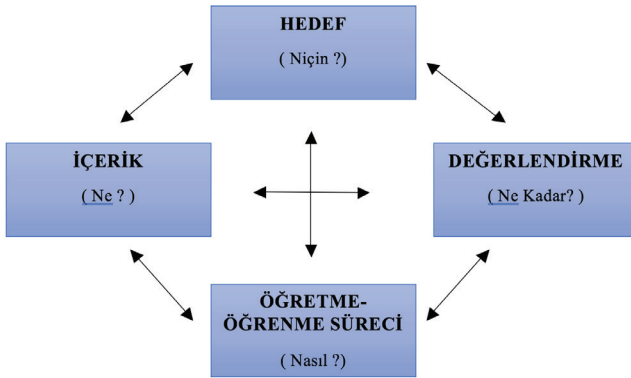 HEDEF
( Niçin ?)
İÇERİK
( Ne ? )
DEĞERLENDİRME
( Ne Kadar? )
ÖĞRETME-
ÖĞRENME SÜRECİ
( Nasıl ?)